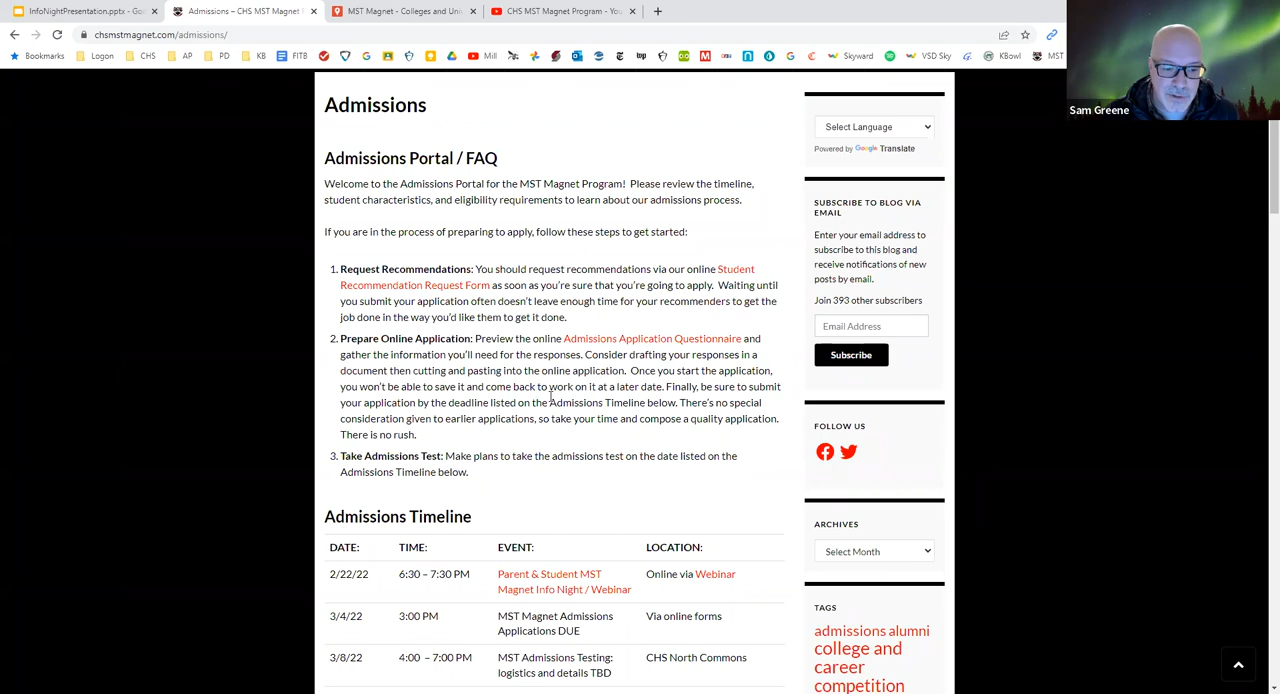 InfoNightPresentation.pptx - Go
Admissions – CHS MST Magnet
MST Magnet - Colleges and Uni
CHS MST Magnet Program - You
chsmstmagnet.com/admissions/
Bookmarks
Logon
CHS
AP
PD
KB
FITB
Mill
Skyward
VSD Sky
KBowl
MST
Sam Greene
Admissions
Admissions Portal / FAQ
Welcome to the Admissions Portal for the MST Magnet Program!  Please review the timeline,
student characteristics, and eligibility requirements to learn about our admissions process.
If you are in the process of preparing to apply, follow these steps to get started:
1. Request Recommendations: You should request recommendations via our online Student
Recommendation Request Form as soon as you're sure that you're going to apply.  Waiting until
you submit your application often doesn't leave enough time for your recommenders to get the
job done in the way you'd like them to get it done.
2. Prepare Online Application: Preview the online Admissions Application Questionnaire and
gather the information you'll need for the responses. Consider drafting your responses in a
document then cutting and pasting into the online application.  Once you start the application,
you won't be able to save it and come back to work on it at a later date. Finally, be sure to submit
your application by the deadline listed on the Admissions Timeline below. There's no special
consideration given to earlier applications, so take your time and compose a quality application.
There is no rush.
3. Take Admissions Test: Make plans to take the admissions test on the date listed on the
Admissions Timeline below.
Admissions Timeline
DATE: TIME: EVENT: LOCATION:
2/22/22 6:30 – 7:30 PM Parent & Student MST Online via Webinar
Magnet Info Night / Webinar
3/4/22 3:00 PM MST Magnet Admissions Via online forms
Applications DUE
3/8/22 4:00 – 7:00 PM MST Admissions Testing: CHS North Commons
logistics and details TBD
Select Language
Powered by Google Translate
SUBSCRIBE TO BLOG VIA
EMAIL
Enter your email address to
subscribe to this blog and
receive notifications of new
posts by email.
Join 393 other subscribers
Email Address
Subscribe
FOLLOW US
ARCHIVES
Select Month
TAGS
admissions alumni
college and
career
competition